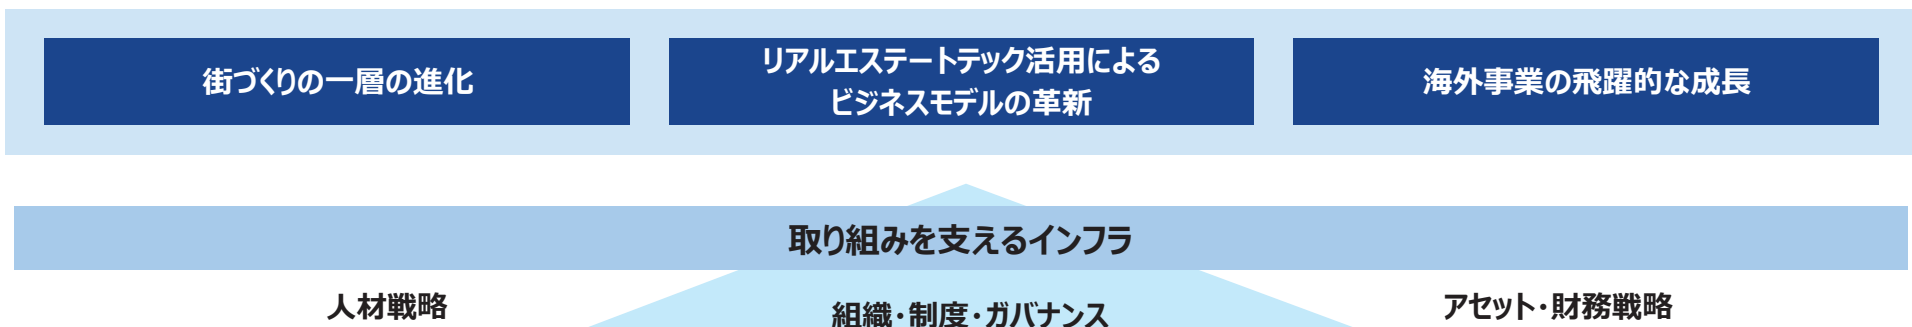 街づくりの一層の進化
リアルエステートテック活用による
ビジネスモデルの革新
海外事業の飛躍的な成長
取り組みを支えるインフラ
人材戦略
組織・制度・ガバナンス
アセット・財務戦略